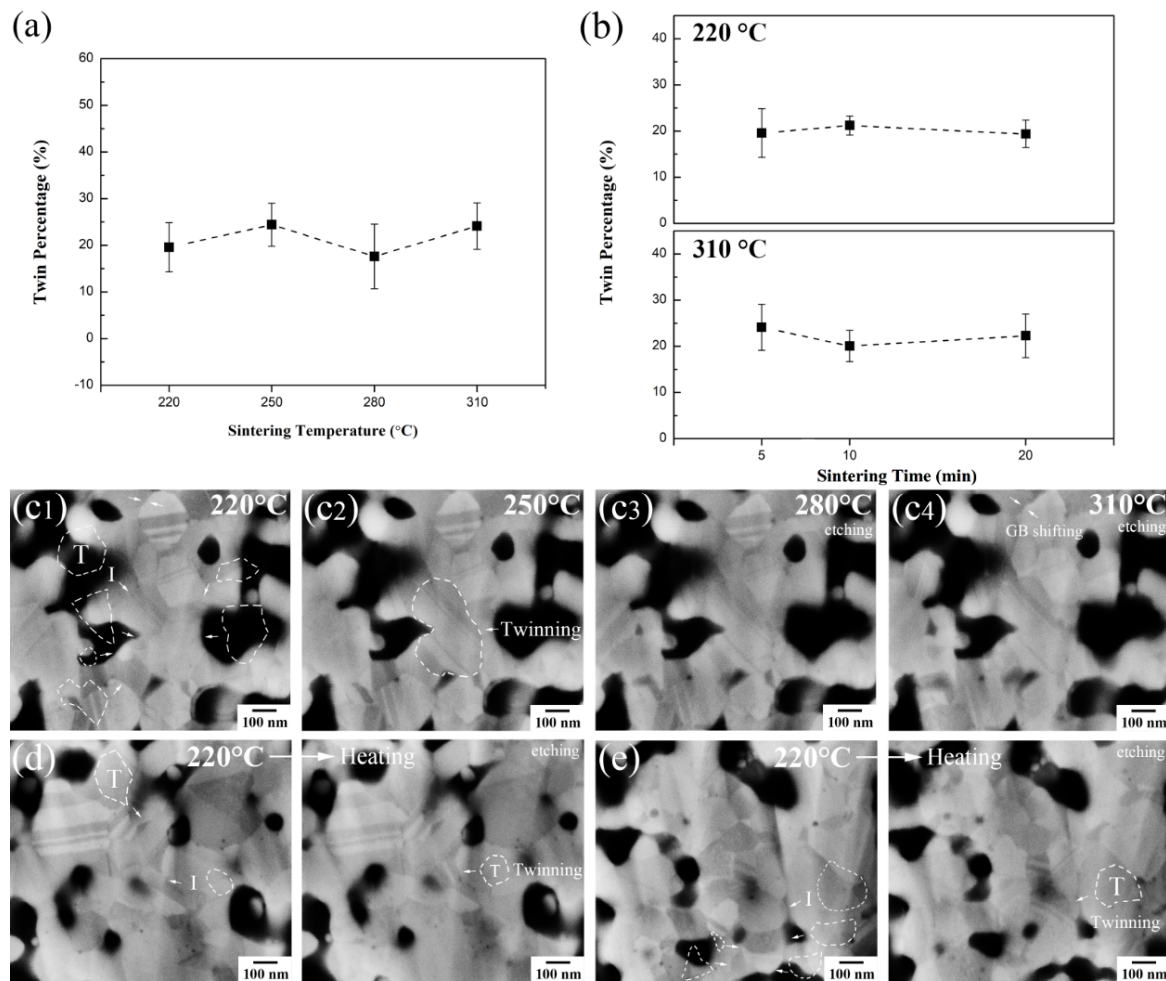 (a)
60
50
40
30
20
10
0
-10
Twin Percentage (%)
220 250 280 310
Sintering Temperature (°C)
(b)
220 °C
40
30
20
10
0
310 °C
40
30
20
10
0
Twin Percentage (%)
5 10 20
Sintering Time (min)
(c1) 220°C
T
I
100 nm
(c2) 250°C
Twinning
100 nm
(c3) 280°C
etching
100 nm
(c4) 310°C
GB shifting etching
100 nm
(d) 220°C
T
I
100 nm
Heating etching
T Twinning
100 nm
(e) 220°C
I
100 nm
Heating etching
T
Twinning
100 nm